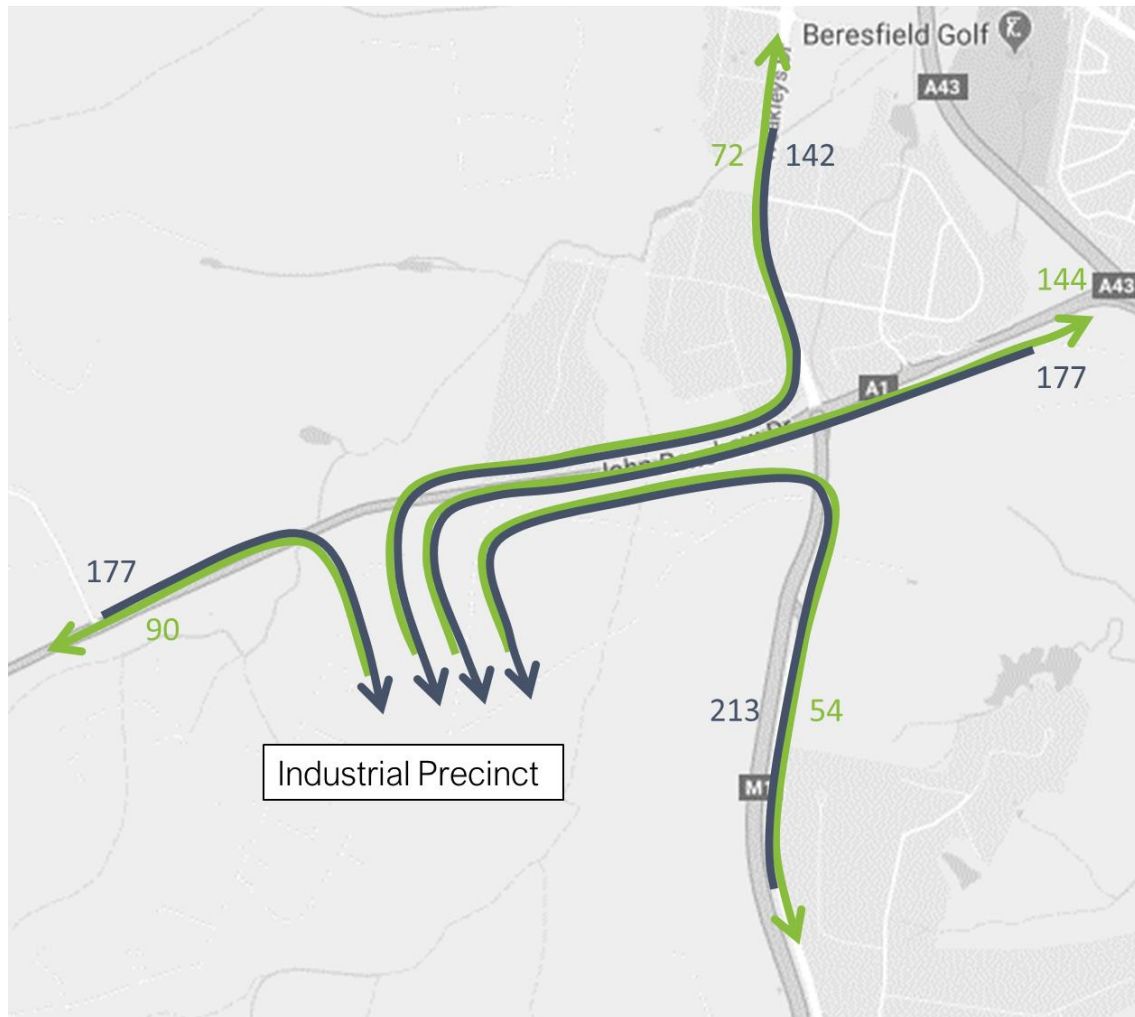 Beresfield Golf
A43
72
142
144
A43
177
A1
177
90
213
54
M1
Industrial Precinct